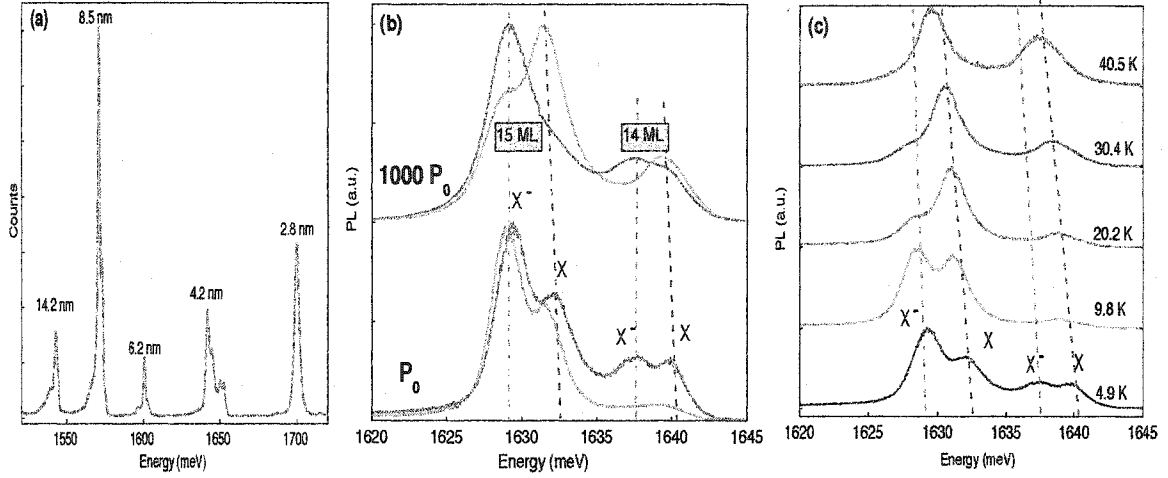 (a)
8.5 nm
14.2 nm
6.2 nm
4.2 nm
2.8 nm
Counts
1550
1600
1650
1700
Energy (meV)
(b)
15 ML
14 ML
1000 P₀
X⁻
X
X⁻
X
P₀
PL (a.u.)
1620
1625
1630
1635
1640
1645
Energy (meV)
(c)
40.5 K
30.4 K
20.2 K
9.8 K
X⁻
X
X⁻
X
4.9 K
PL (a.u.)
1620
1625
1630
1635
1640
1645
Energy (meV)